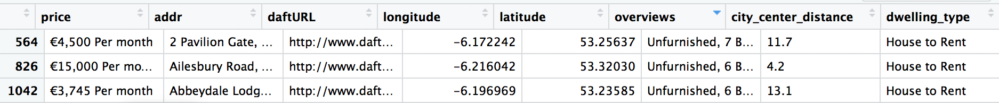 price addr daftURL longitude latitude overviews city_center_distance dwelling_type
564 €4,500 Per month 2 Pavilion Gate, ... http://www.daft... -6.172242 53.25637 Unfurnished, 7 B... 11.7 House to Rent
826 €15,000 Per mo... Ailesbury Road, ... http://www.daft... -6.216042 53.32030 Unfurnished, 6 B... 4.2 House to Rent
1042 €3,745 Per month Abbeydale Lodg... http://www.daft... -6.196969 53.23585 Unfurnished, 6 B... 13.1 House to Rent